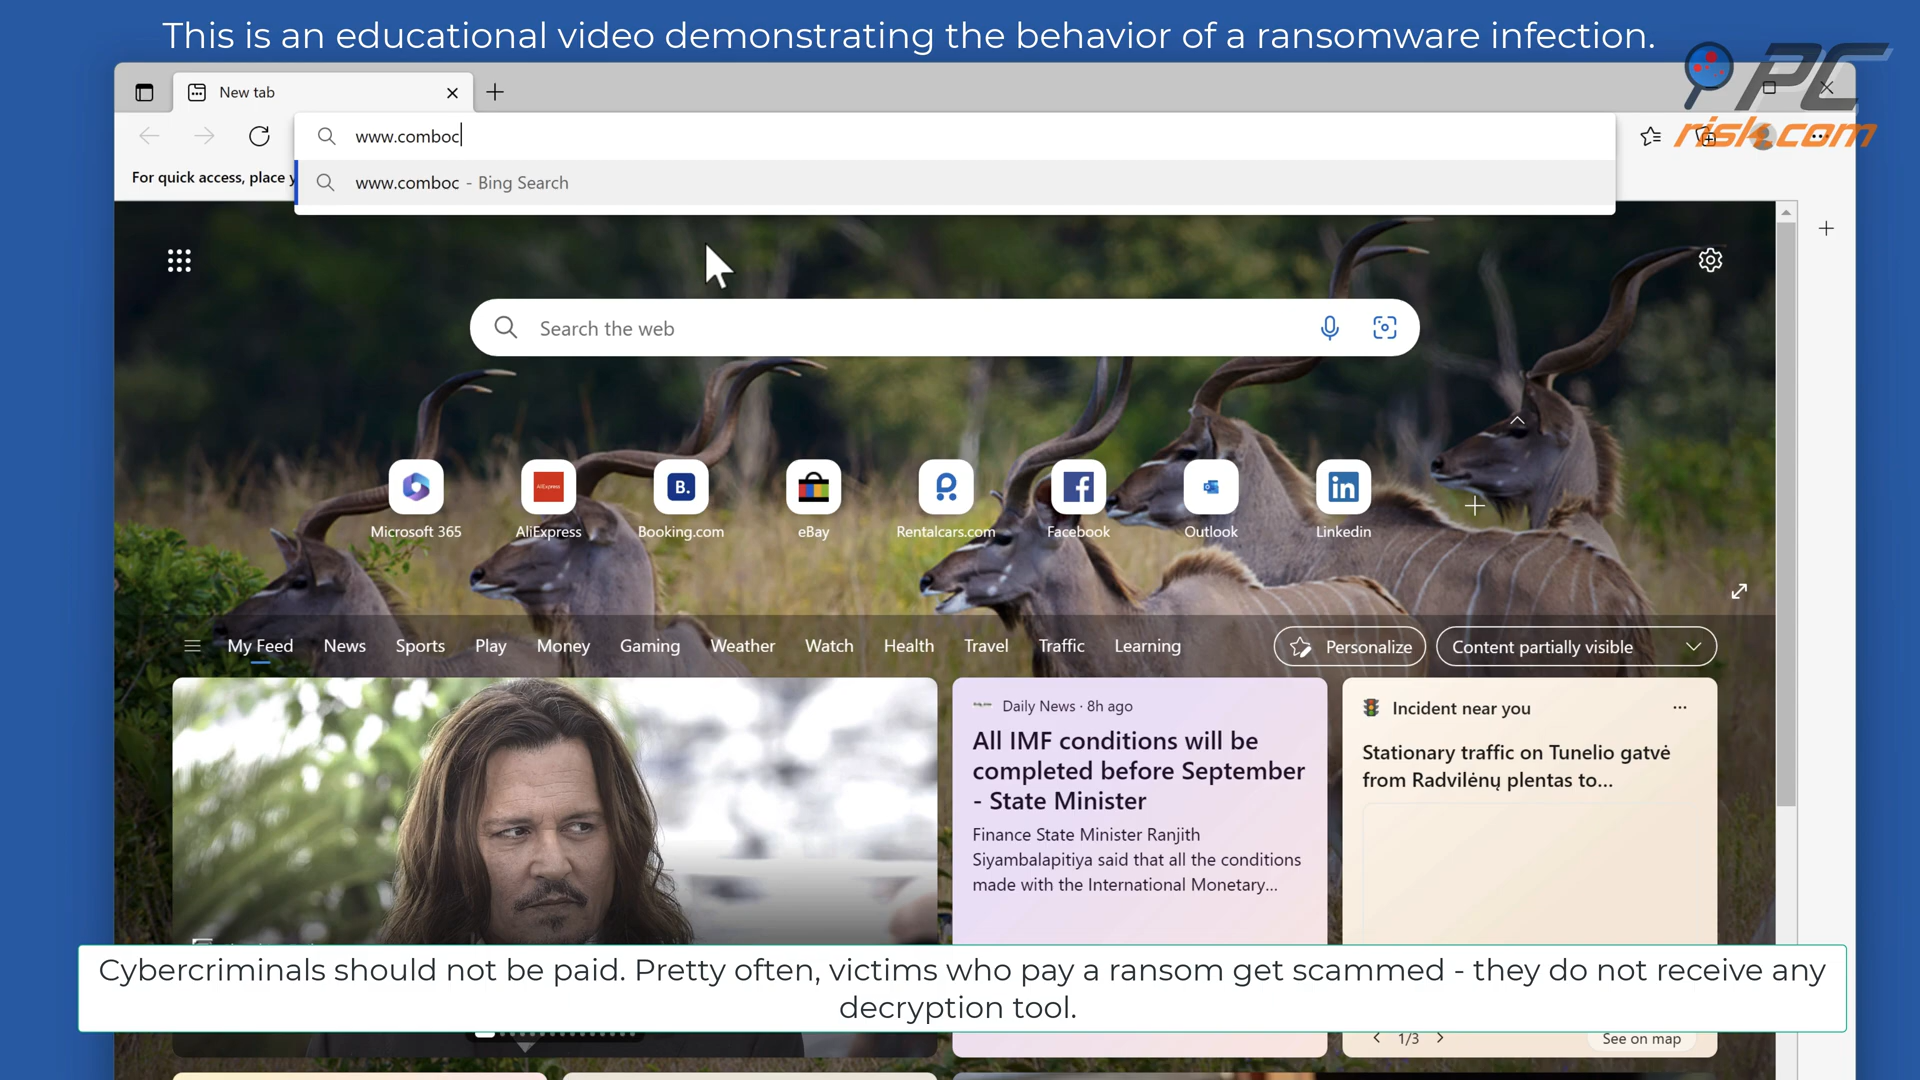 This is an educational video demonstrating the behavior of a ransomware infection.
PC
risk.com
New tab
www.comboc
For quick access, place y
www.comboc - Bing Search
Search the web
Microsoft 365
AliExpress
AliExpress
B.
Booking.com
eBay
Rentalcars.com
Facebook
Outlook
in
Linkedin
My Feed
News
Sports
Play
Money
Gaming
Weather
Watch
Health
Travel
Traffic
Learning
Personalize
Content partially visible
Daily News · 8h ago
All IMF conditions will be
completed before September
- State Minister
Finance State Minister Ranjith
Siyambalapitiya said that all the conditions
made with the International Monetary...
Incident near you
Stationary traffic on Tunelio gatvė
from Radvilėnų plentas to...
Cybercriminals should not be paid. Pretty often, victims who pay a ransom get scammed - they do not receive any
decryption tool.
1/3
See on map